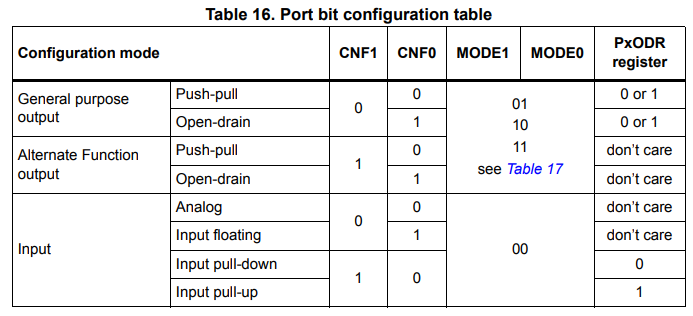 Table 16. Port bit configuration table
Configuration mode CNF1 CNF0 MODE1 MODE0 PxODR register
General purpose output Push-pull 0 0 01 10 11 see Table 17 0 or 1
Open-drain 1 0 or 1
Alternate Function output Push-pull 1 0 don't care
Open-drain 1 don't care
Input Analog 0 0 00 don't care
Input floating 1 don't care
Input pull-down 1 0 0
Input pull-up 1